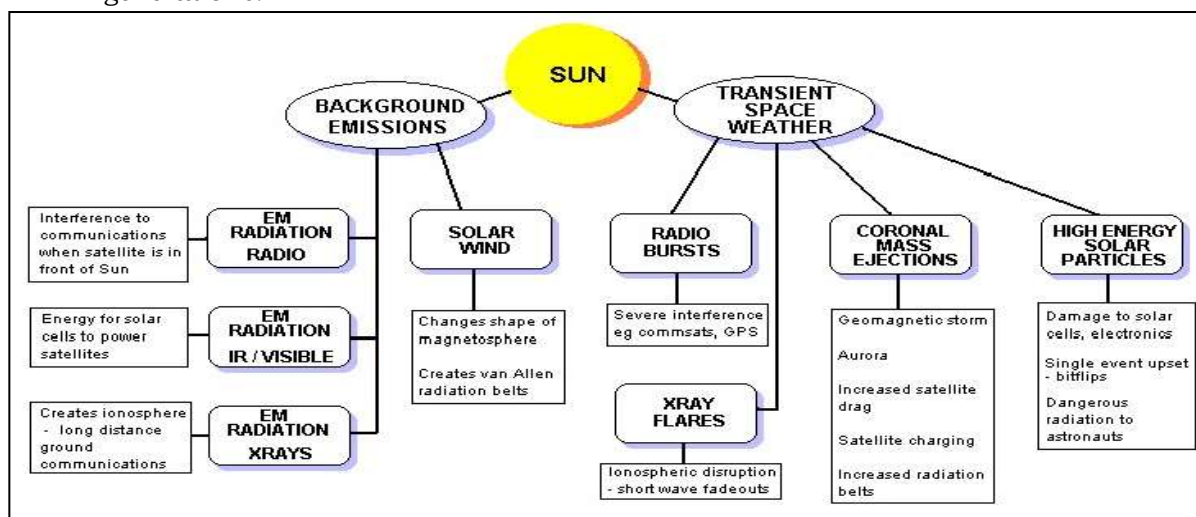 SUN
BACKGROUND
EMISSIONS
TRANSIENT
SPACE
WEATHER
Interference to
communications
when satellite is in
front of Sun
EM
RADIATION
RADIO
SOLAR
WIND
RADIO
BURSTS
CORONAL
MASS
EJECTIONS
HIGH ENERGY
SOLAR
PARTICLES
Energy for solar
cells to power
satellites
EM
RADIATION
IR / VISIBLE
Changes shape of
magnetosphere
Creates van Allen
radiation belts
Severe interference
eg commsats, GPS
Geomagnetic storm
Aurora
Increased satellite
drag
Satellite charging
Increased radiation
belts
Damage to solar
cells, electronics
Single event upset
- bitflips
Dangerous
radiation to
astronauts
Creates ionosphere
- long distance
ground
communications
EM
RADIATION
XRAYS
XRAY
FLARES
Ionospheric disruption
- short wave fadeouts